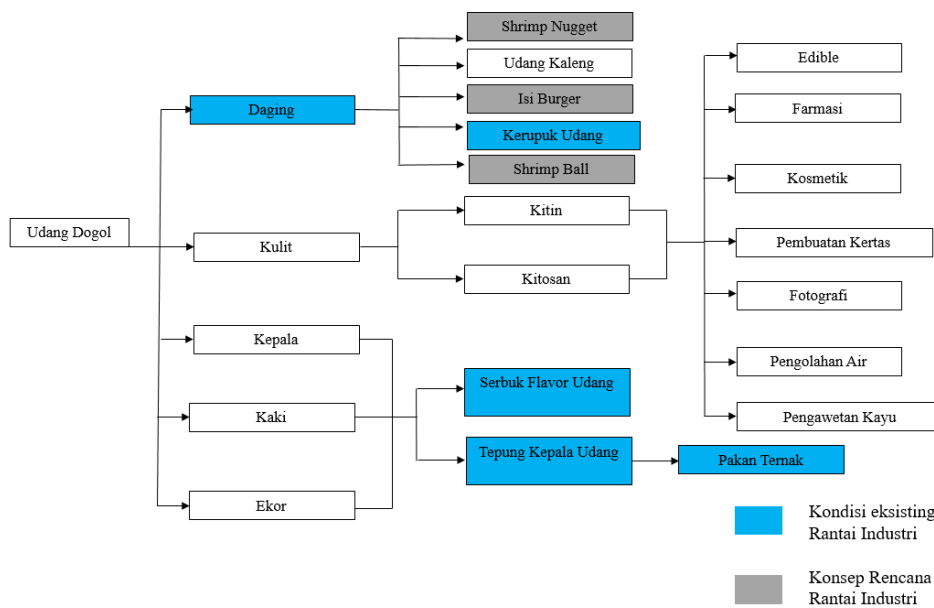 Shrimp Nugget
Udang Kaleng
Isi Burger
Kerupuk Udang
Shrimp Ball
Daging
Udang Dogol
Kulit
Kitin
Kitosan
Edible
Farmasi
Kosmetik
Pembuatan Kertas
Fotografi
Pengolahan Air
Pengawetan Kayu
Kepala
Kaki
Ekor
Serbuk Flavor Udang
Tepung Kepala Udang
Pakan Ternak
Kondisi eksisting
Rantai Industri
Konsep Rencana
Rantai Industri